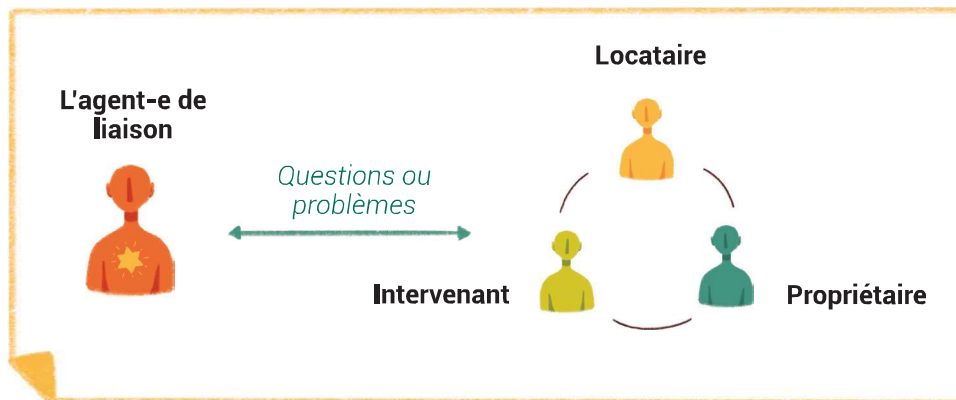 Locataire
L'agent-e de
liaison
Questions ou
problèmes
Intervenant
Propriétaire